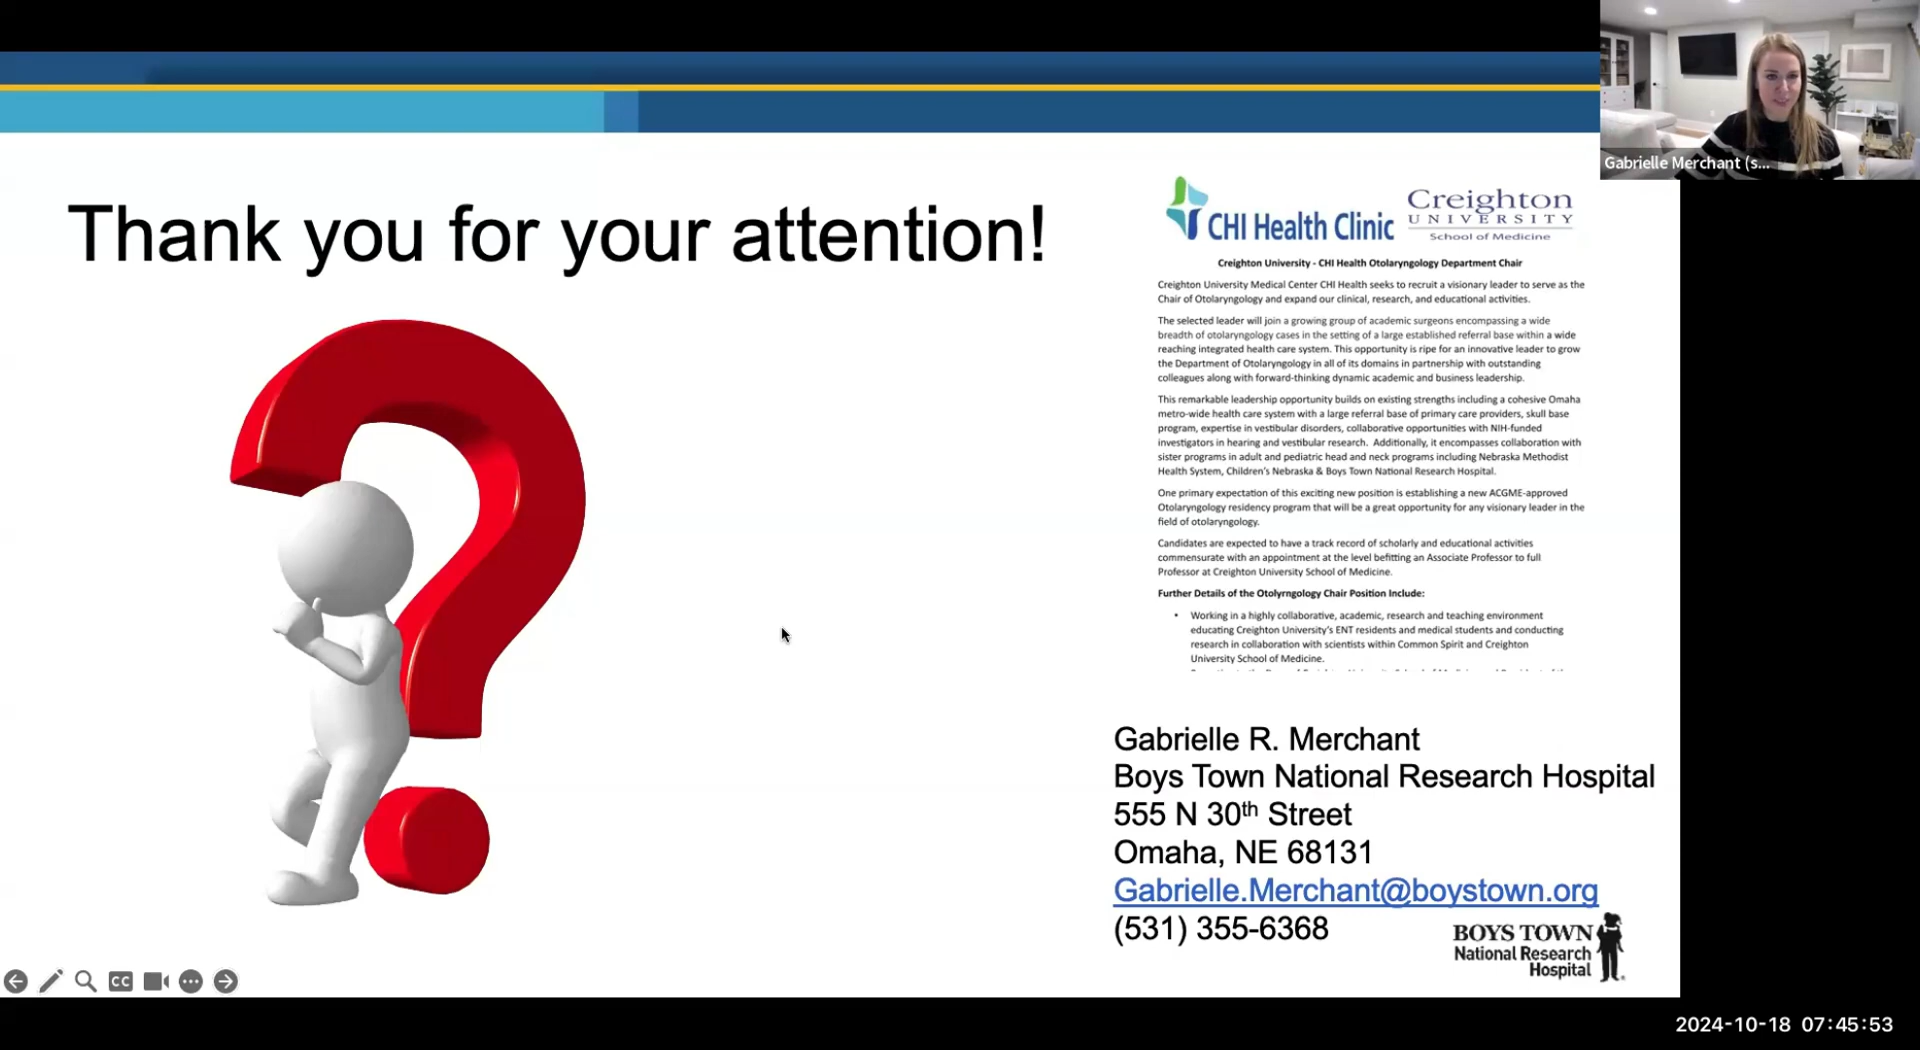 Thank you for your attention!
CHI Health Clinic
Creighton
UNIVERSITY
School of Medicine
Creighton University - CHI Health Otolaryngology Department Chair
Creighton University Medical Center CHI Health seeks to recruit a visionary leader to serve as the
Chair of Otolaryngology and expand our clinical, research, and educational activities.
The selected leader will join a growing group of academic surgeons encompassing a wide
breadth of otolaryngology cases in the setting of a large established referral base within a wide
reaching integrated health care system. This opportunity is ripe for an innovative leader to grow
the Department of Otolaryngology in all of its domains in partnership with outstanding
colleagues along with forward-thinking dynamic academic and business leadership.
This remarkable leadership opportunity builds on existing strengths including a cohesive Omaha
metro-wide health care system with a large referral base of primary care providers, skull base
program, expertise in vestibular disorders, collaborative opportunities with NIH-funded
investigators in hearing and vestibular research. Additionally, it encompasses collaboration with
sister programs in adult and pediatric head and neck programs including Nebraska Methodist
Health System, Children's Nebraska & Boys Town National Research Hospital.
One primary expectation of this exciting new position is establishing a new ACGME-approved
Otolaryngology residency program that will be a great opportunity for any visionary leader in the
field of otolaryngology.
Candidates are expected to have a track record of scholarly and educational activities
commensurate with an appointment at the level befitting an Associate Professor to full
Professor at Creighton University School of Medicine.
Further Details of the Otolyrngology Chair Position Include:
• Working in a highly collaborative, academic, research and teaching environment
educating Creighton University's ENT residents and medical students and conducting
research in collaboration with scientists within Common Spirit and Creighton
University School of Medicine.
Gabrielle R. Merchant
Boys Town National Research Hospital
555 N 30th Street
Omaha, NE 68131
Gabrielle.Merchant@boystown.org
(531) 355-6368
BOYS TOWN
National Research
Hospital
CC
Gabrielle Merchant (s...
2024-10-18 07:45:53